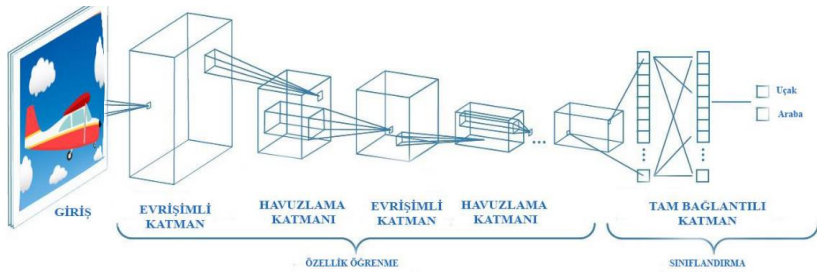 Uçak
Araba
GİRİŞ
EVRİŞİMLİ
KATMAN
HAVUZLAMA
KATMANI
EVRİŞİMLİ
KATMAN
HAVUZLAMA
KATMANI
TAM BAĞLANTILI
KATMAN
ÖZELLİK ÖĞRENME
SINIFLANDIRMA